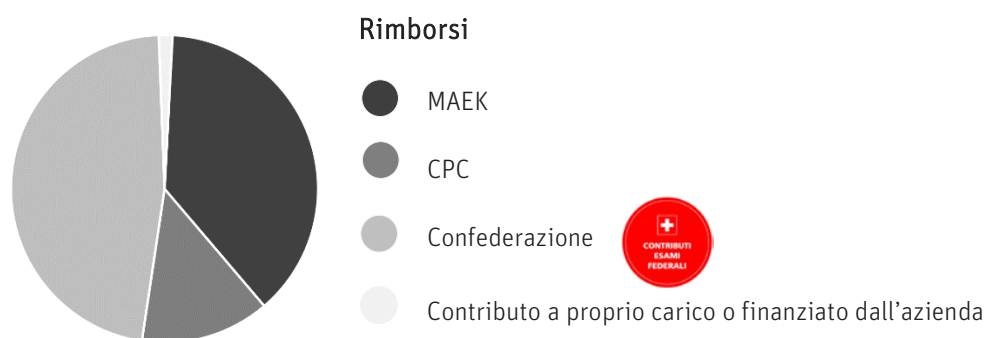 Rimborsi
MAEK
CPC
Confederazione
CONTRIBUTI
ESAMI
FEDERALI
Contributo a proprio carico o finanziato dall'azienda